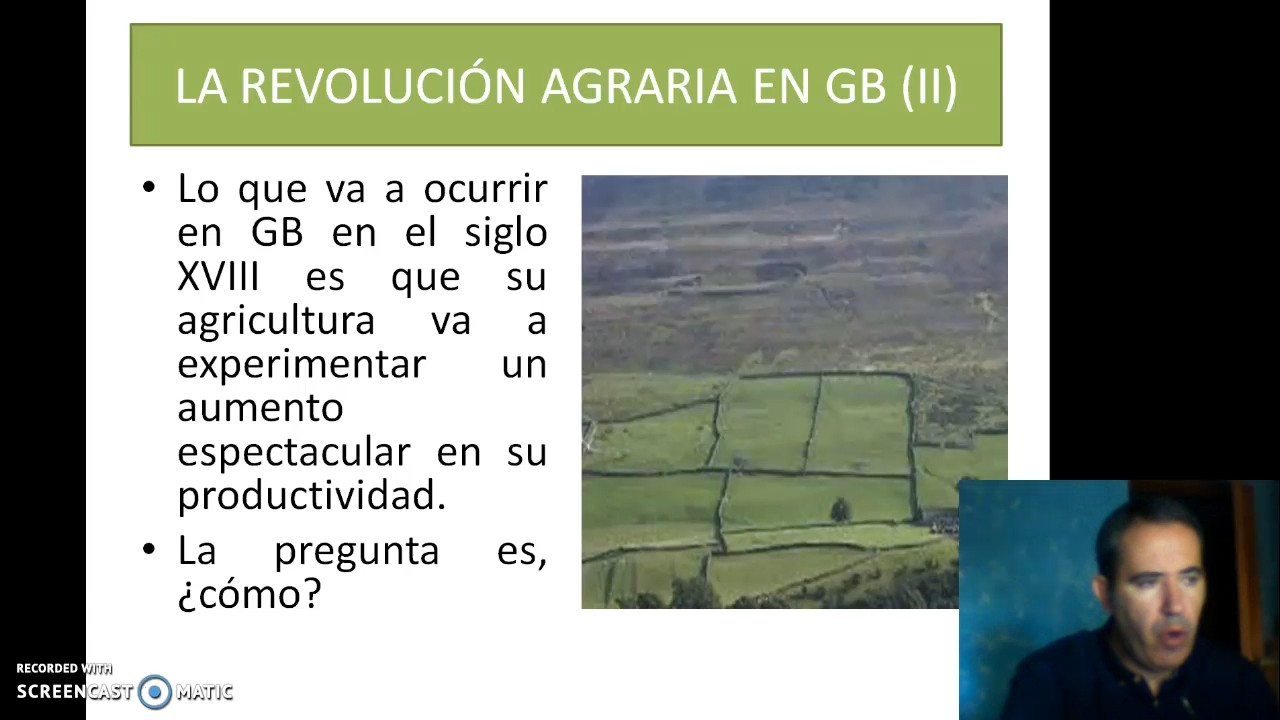 LA REVOLUCIÓN AGRARIA EN GB (II)
• Lo que va a ocurrir
en GB en el siglo
XVIII es que su
agricultura va a
experimentar un
aumento
espectacular en su
productividad.
• La pregunta es,
¿cómo?
RECORDED WITH
SCREENCAST MATIC